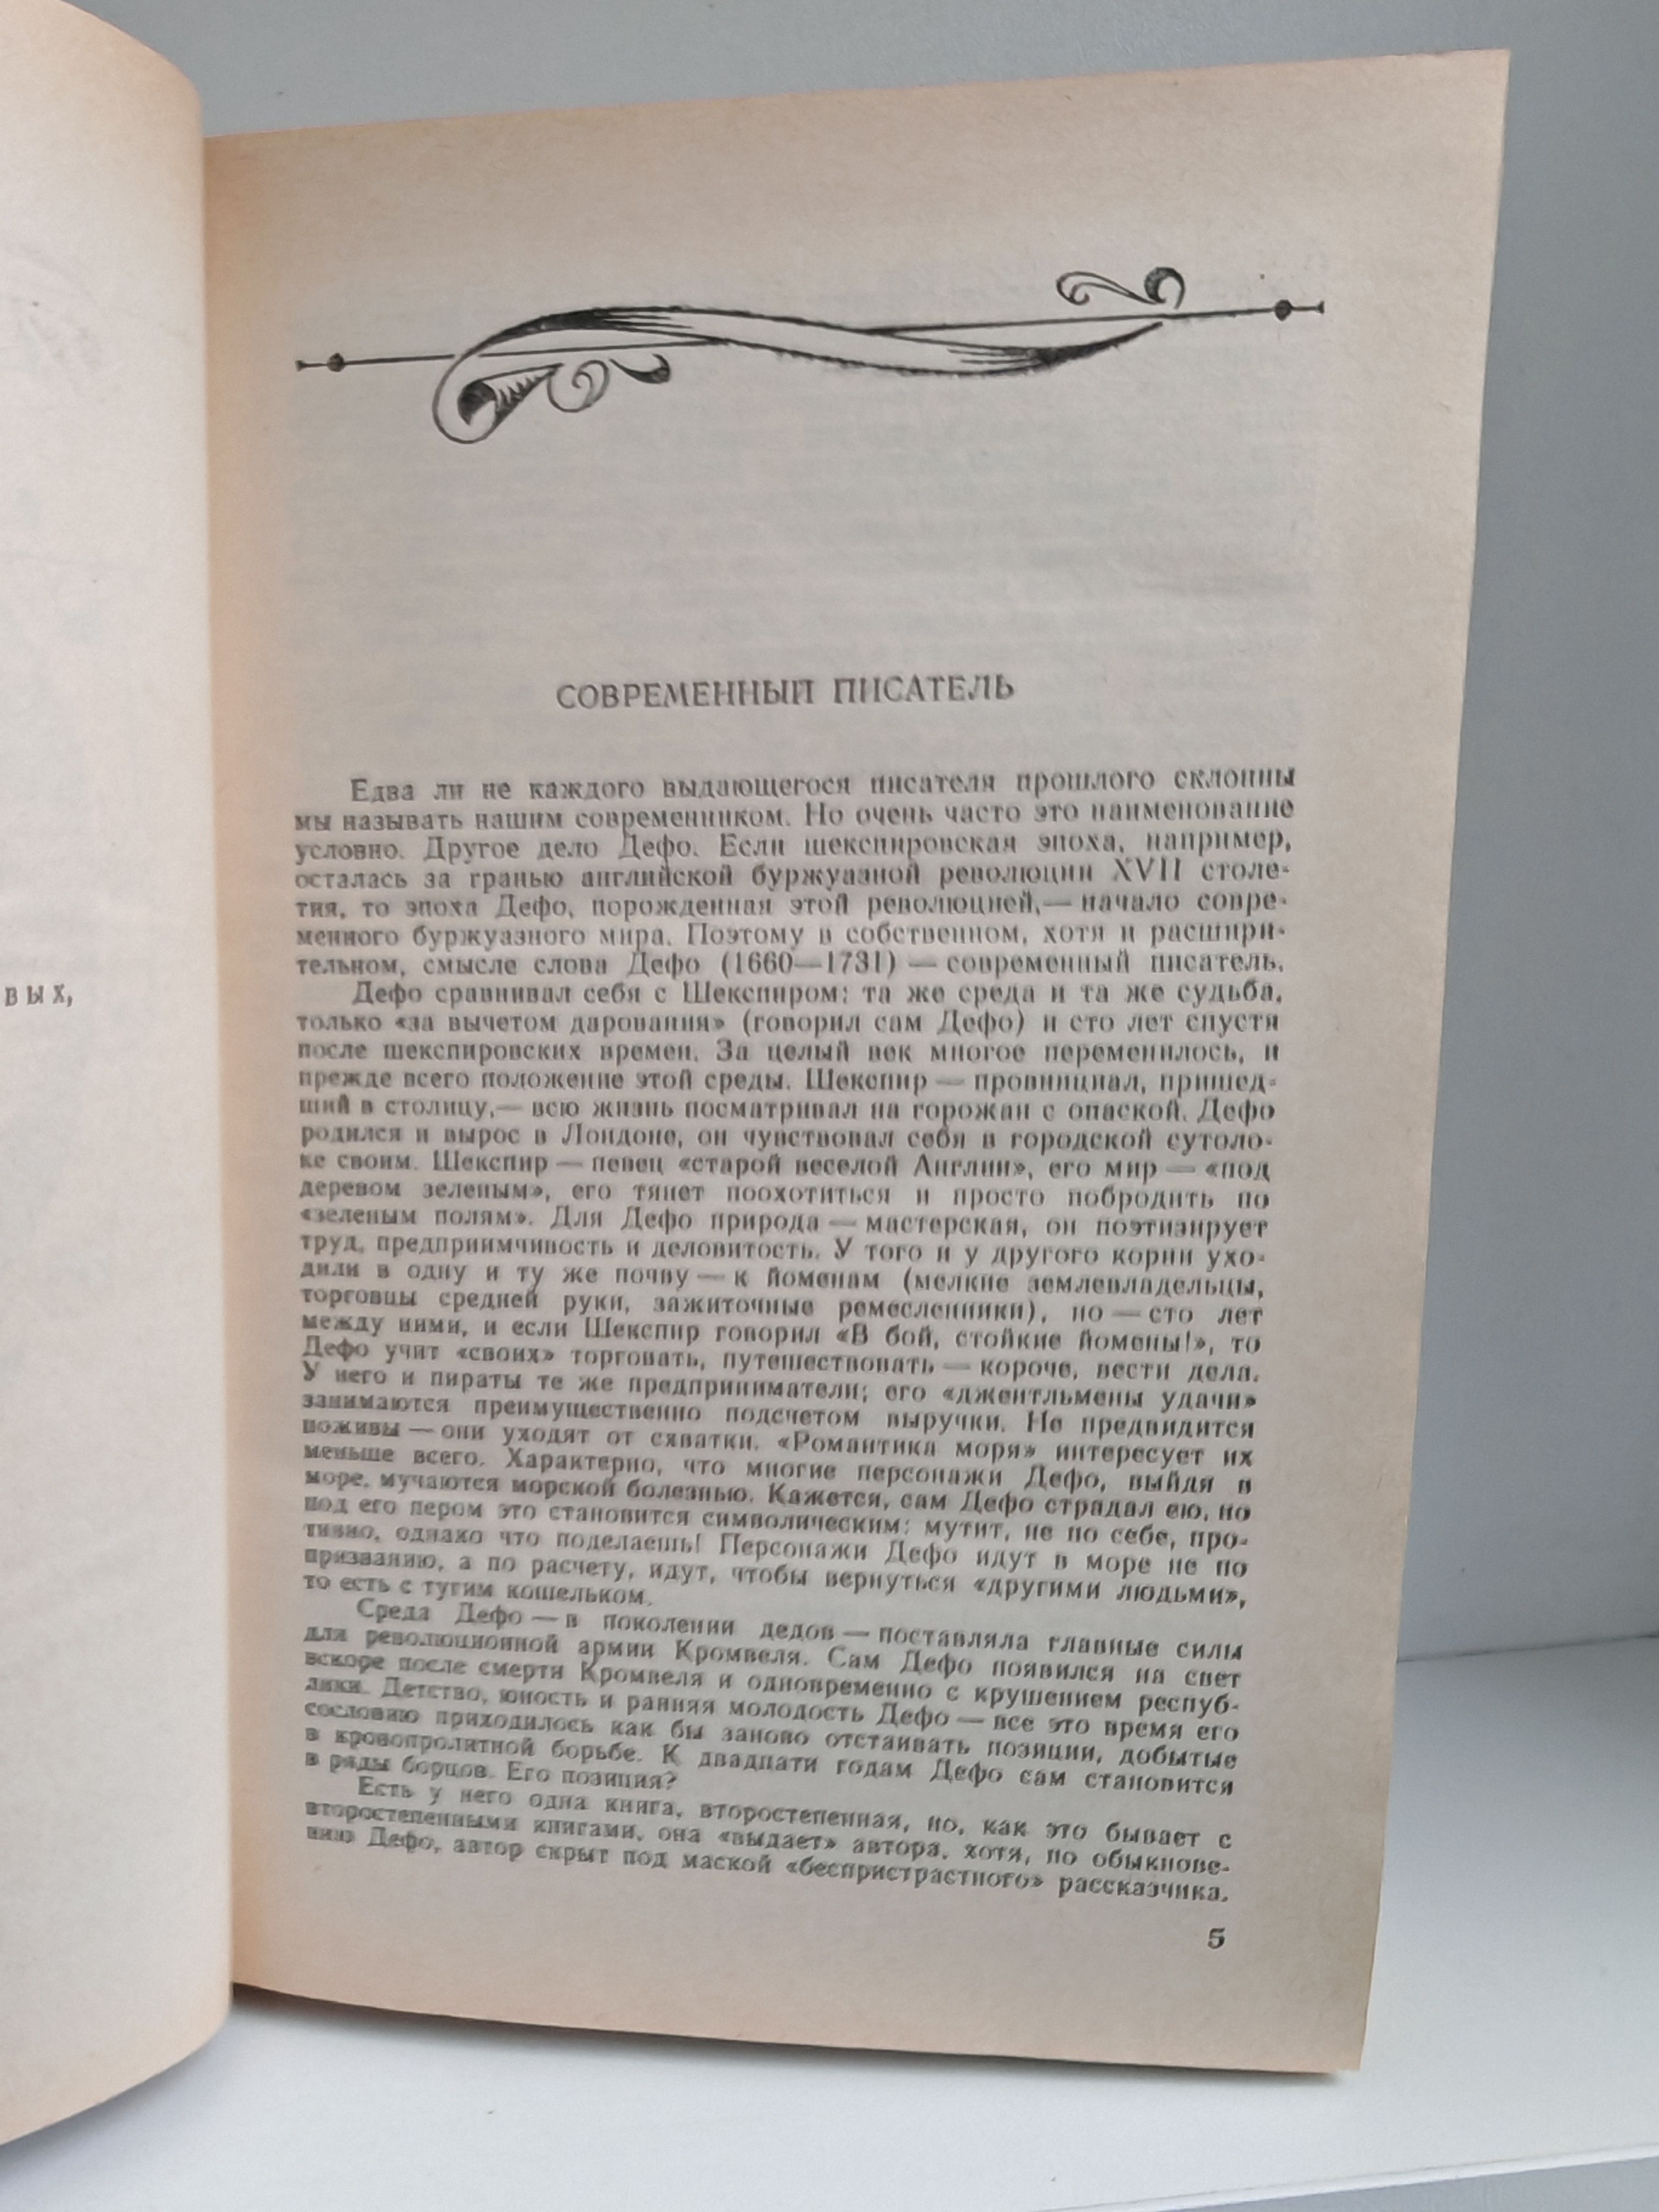 вых,
СОВРЕМЕННЫЙ ПИСАТЕЛЬ
Едва ли не каждого выдающегося писателя прошлого склонны
мы называть нашим современником. Но очень часто это наименование
условно. Другое дело Дефо. Если шекспировская эпоха, например,
осталась за гранью английской буржуазной революции XVII столе-
тия, то эпоха Дефо, порожденная этой революцией,— начало совре-
менного буржуазного мира. Поэтому в собственном, хотя и расшири-
тельном, смысле слова Дефо (1660—1731) — современный писатель.
Дефо сравнивал себя с Шекспиром: та же среда и та же судьба,
только «за вычетом дарования» (говорил сам Дефо) и сто лет спустя
после шекспировских времен. За целый век многое переменилось, и
прежде всего положение этой среды. Шекспир — провинциал, пришед-
ший в столицу,— всю жизнь посматривал на горожан с опаской. Дефо
родился и вырос в Лондоне, он чувствовал себя в городской сутоло-
ке своим. Шекспир — певец «старой веселой Англии», его мир — «под
деревом зеленым», его тянет поохотиться и просто побродить по
«зеленым полям». Для Дефо природа — мастерская, он поэтизирует
труд, предприимчивость и деловитость. У того и у другого корни ухо-
дили в одну и ту же почву — к йоменам (мелкие землевладельцы,
торговцы средней руки, зажиточные ремесленники), но — сто лет
между ними, и если Шекспир говорил «В бой, стойкие йомены!», то
Дефо учит «своих» торговать, путешествовать — короче, вести дела.
У него и пираты те же предприниматели; его «джентльмены удачи»
занимаются преимущественно подсчетом выручки. Не предвидится
поживы — они уходят от схватки. «Романтика моря» интересует их
меньше всего. Характерно, что многие персонажи Дефо, выйдя в
море, мучаются морской болезнью. Кажется, сам Дефо страдал ею, но
под его пером это становится символическим: мутит, не по себе, про-
тивно, однако что поделаешь! Персонажи Дефо идут в море не по
призванию, а по расчету, идут, чтобы вернуться «другими людьми»,
то есть с тугим кошельком.
Среда Дефо — в поколении дедов — поставляла главные силы
для революционной армии Кромвеля. Сам Дефо появился на свет
вскоре после смерти Кромвеля и одновременно с крушением респуб-
лики. Детство, юность и ранняя молодость Дефо — все это время его
сословию приходилось как бы заново отстаивать позиции, добытые
в кровопролитной борьбе. К двадцати годам Дефо сам становится
в ряды борцов. Его позиция?
Есть у него одна книга, второстепенная, но, как это бывает с
второстепенными книгами, она «выдает» автора, хотя, по обыкнове-
нию Дефо, автор скрыт под маской «беспристрастного» рассказчика.
5